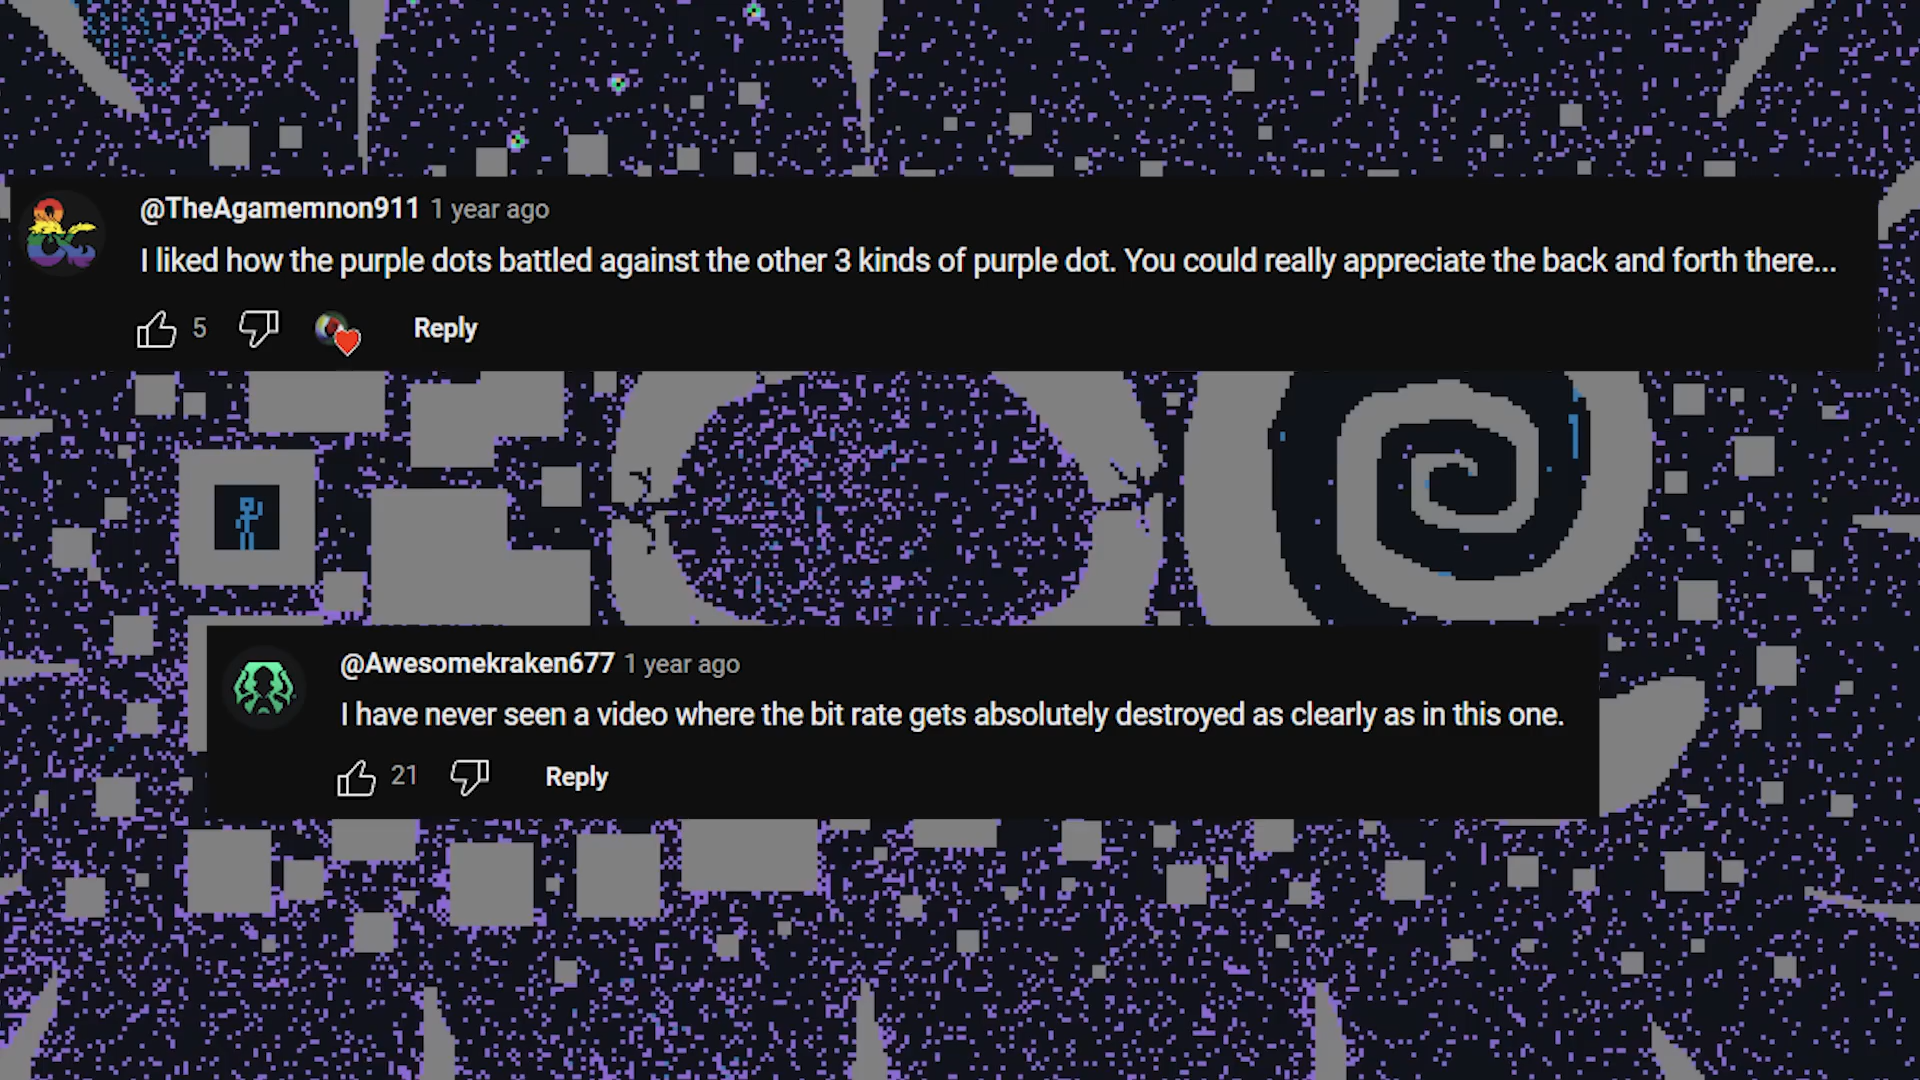 @TheAgamemnon911 1 year ago
I liked how the purple dots battled against the other 3 kinds of purple dot. You could really appreciate the back and forth there...
5 Reply
@Awesomekraken677 1 year ago
I have never seen a video where the bit rate gets absolutely destroyed as clearly as in this one.
21 Reply